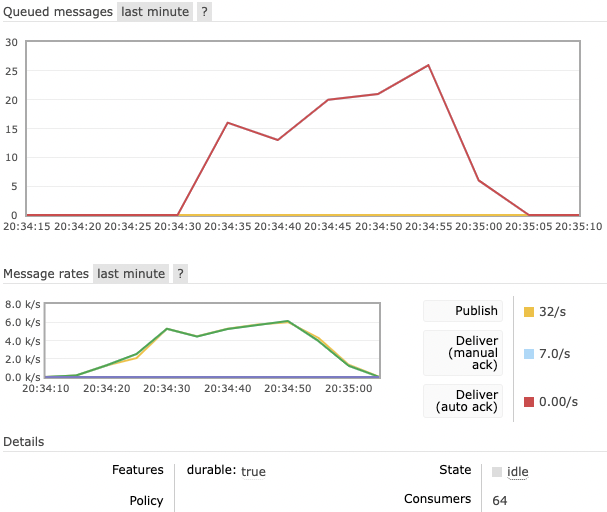 Queued messages last minute ?
30
25
20
15
10
5
0
20:34:15 20:34:20 20:34:25 20:34:30 20:34:35 20:34:40 20:34:45 20:34:50 20:34:55 20:35:00 20:35:05 20:35:10
Message rates last minute ?
8.0 k/s
6.0 k/s
4.0 k/s
2.0 k/s
0.0 k/s
20:34:10 20:34:20 20:34:30 20:34:40 20:34:50 20:35:00
Publish 32/s
Deliver
(manual 7.0/s
ack)
Deliver
(auto ack) 0.00/s
Details
Features durable: true State idle
Policy Consumers 64